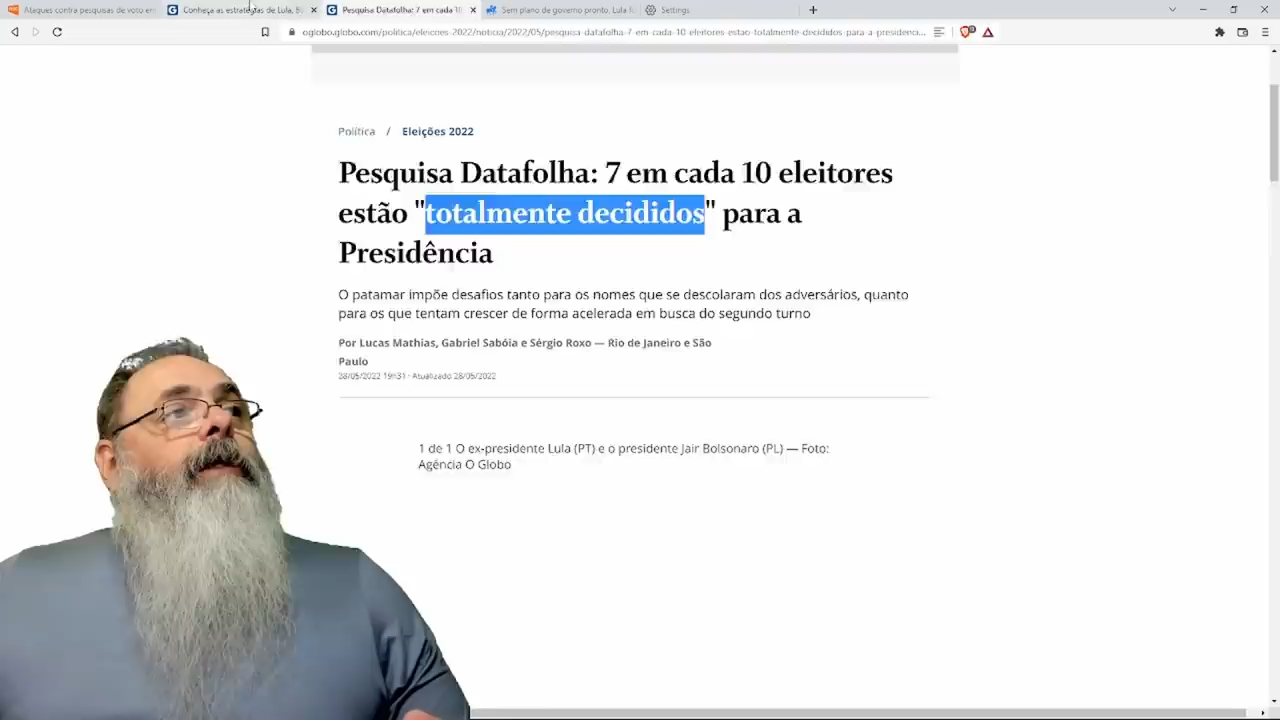 Ataques contra pesquisas de voto em
Conheça as estratégias de Lula, Bo
Pesquisa Datafolha: 7 em cada 10
Sem plano de governo pronto, Lula f
Settings
oglobo.globo.com/politica/eleicoes-2022/noticia/2022/05/pesquisa-datafolha-7-em-cada-10-eleitores-estao-totalmente-decididos-para-a-presidenci...
Política / Eleições 2022
Pesquisa Datafolha: 7 em cada 10 eleitores
estão "totalmente decididos" para a
Presidência
O patamar impõe desafios tanto para os nomes que se descolaram dos adversários, quanto
para os que tentam crescer de forma acelerada em busca do segundo turno
Por Lucas Mathias, Gabriel Sabóia e Sérgio Roxo — Rio de Janeiro e São
Paulo
28/05/2022 19h31 · Atualizado 28/05/2022
1 de 1 O ex-presidente Lula (PT) e o presidente Jair Bolsonaro (PL) — Foto:
Agência O Globo